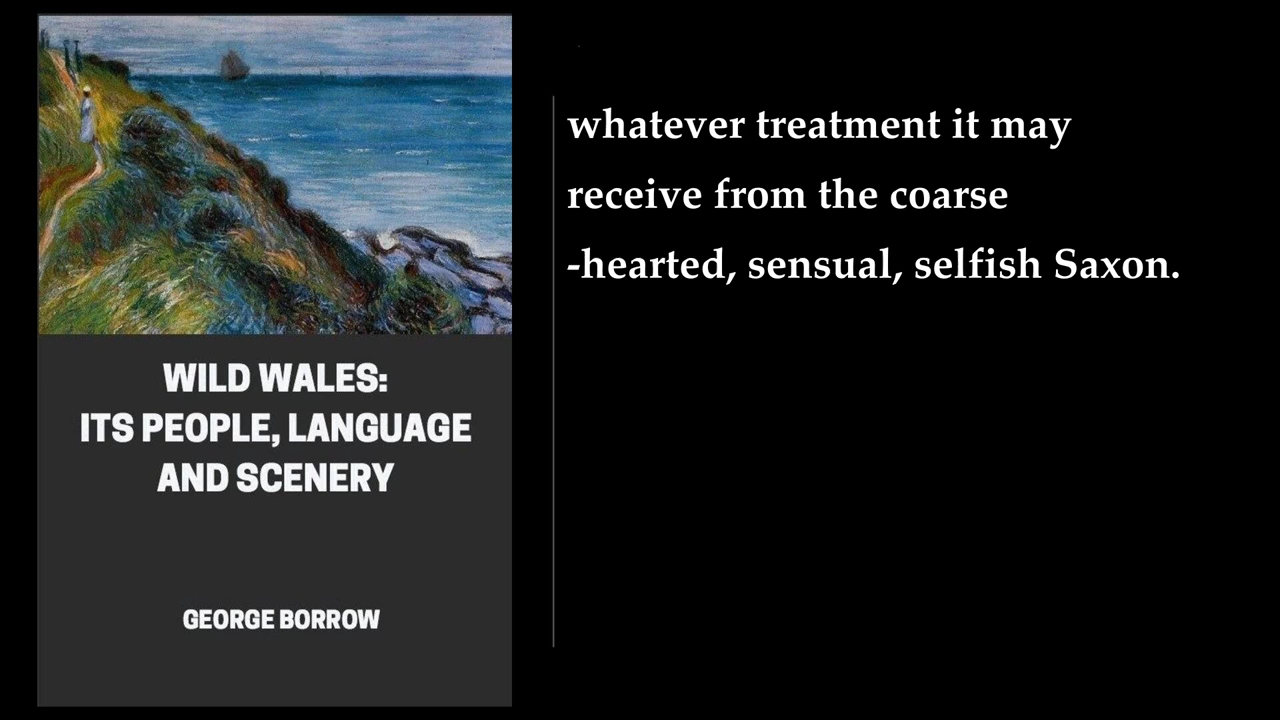 WILD WALES:
ITS PEOPLE, LANGUAGE
AND SCENERY
GEORGE BORROW
whatever treatment it may
receive from the coarse
-hearted, sensual, selfish Saxon.